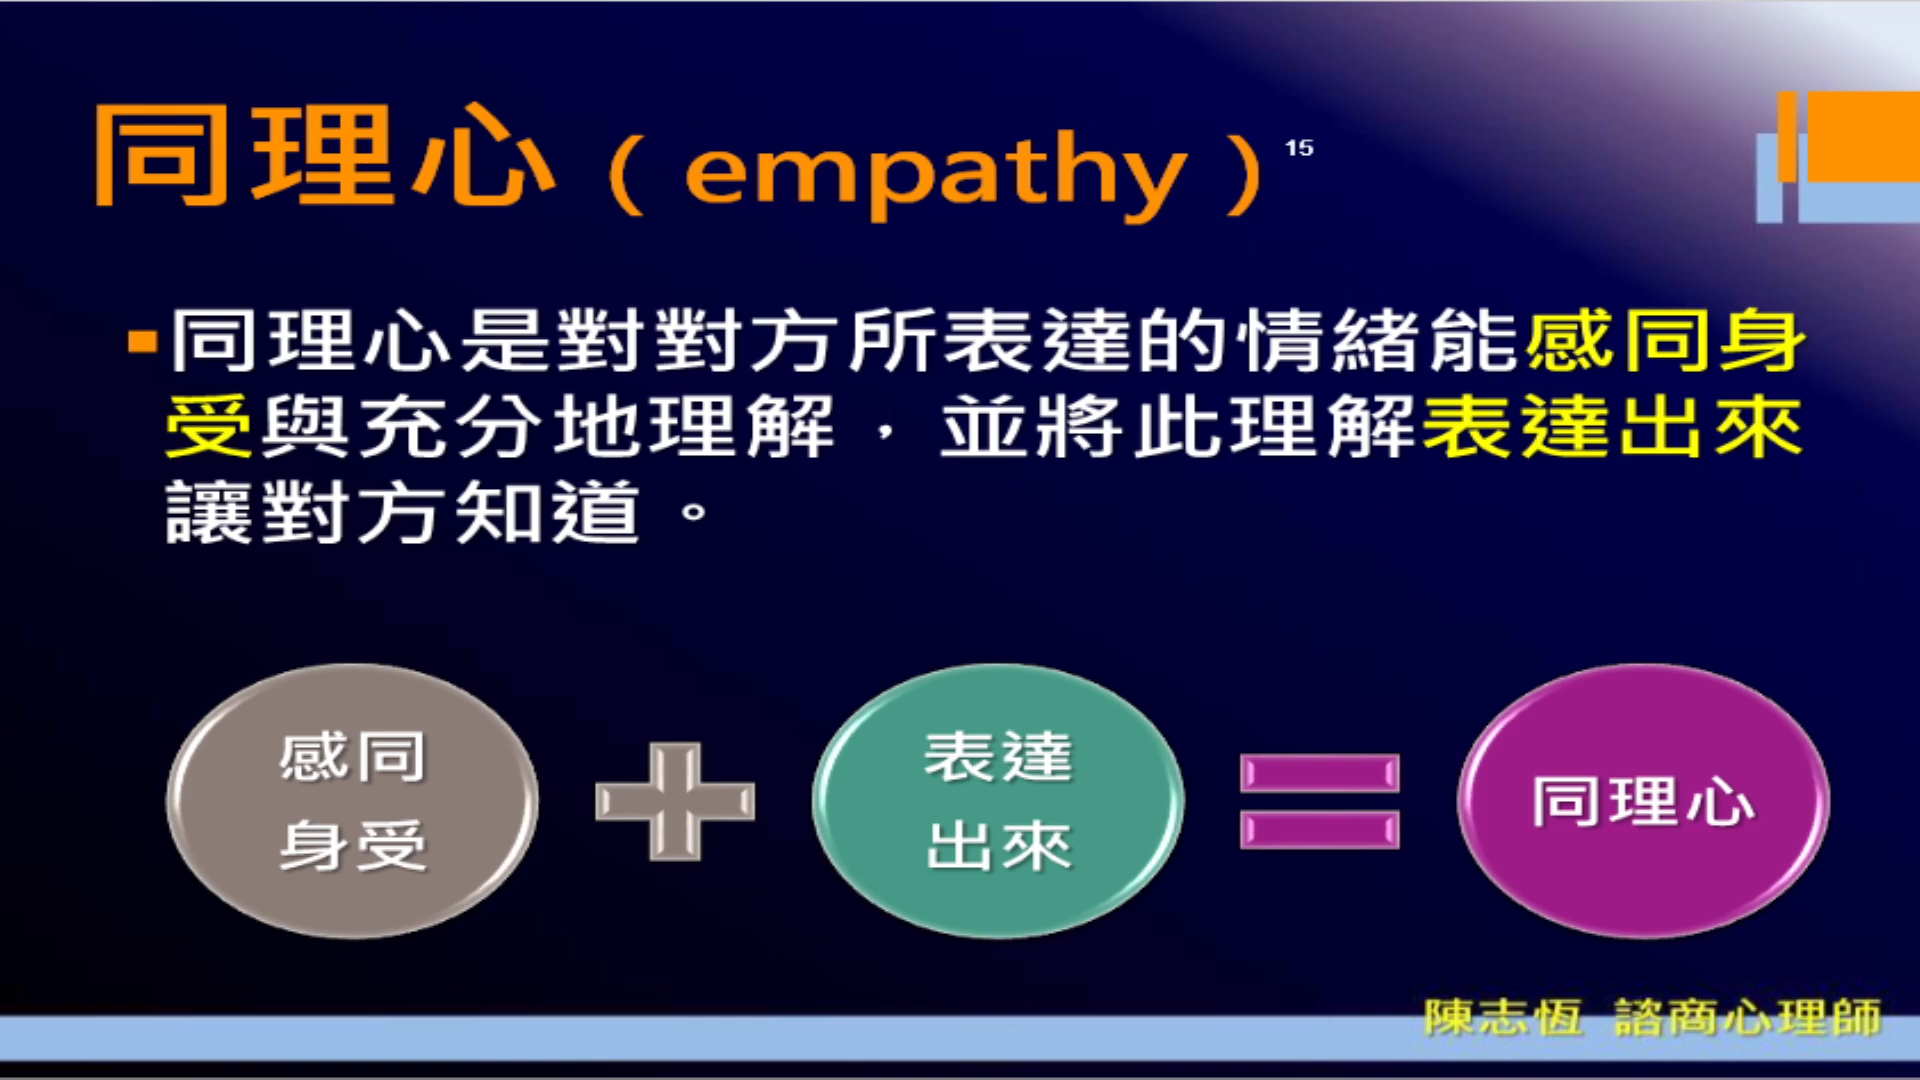 同理心（empathy）
15
同理心是對對方所表達的情緒能感同身
受與充分地理解，並將此理解表達出來
讓對方知道。
感同
身受
表達
出來
同理心
陳志恆 諮商心理師